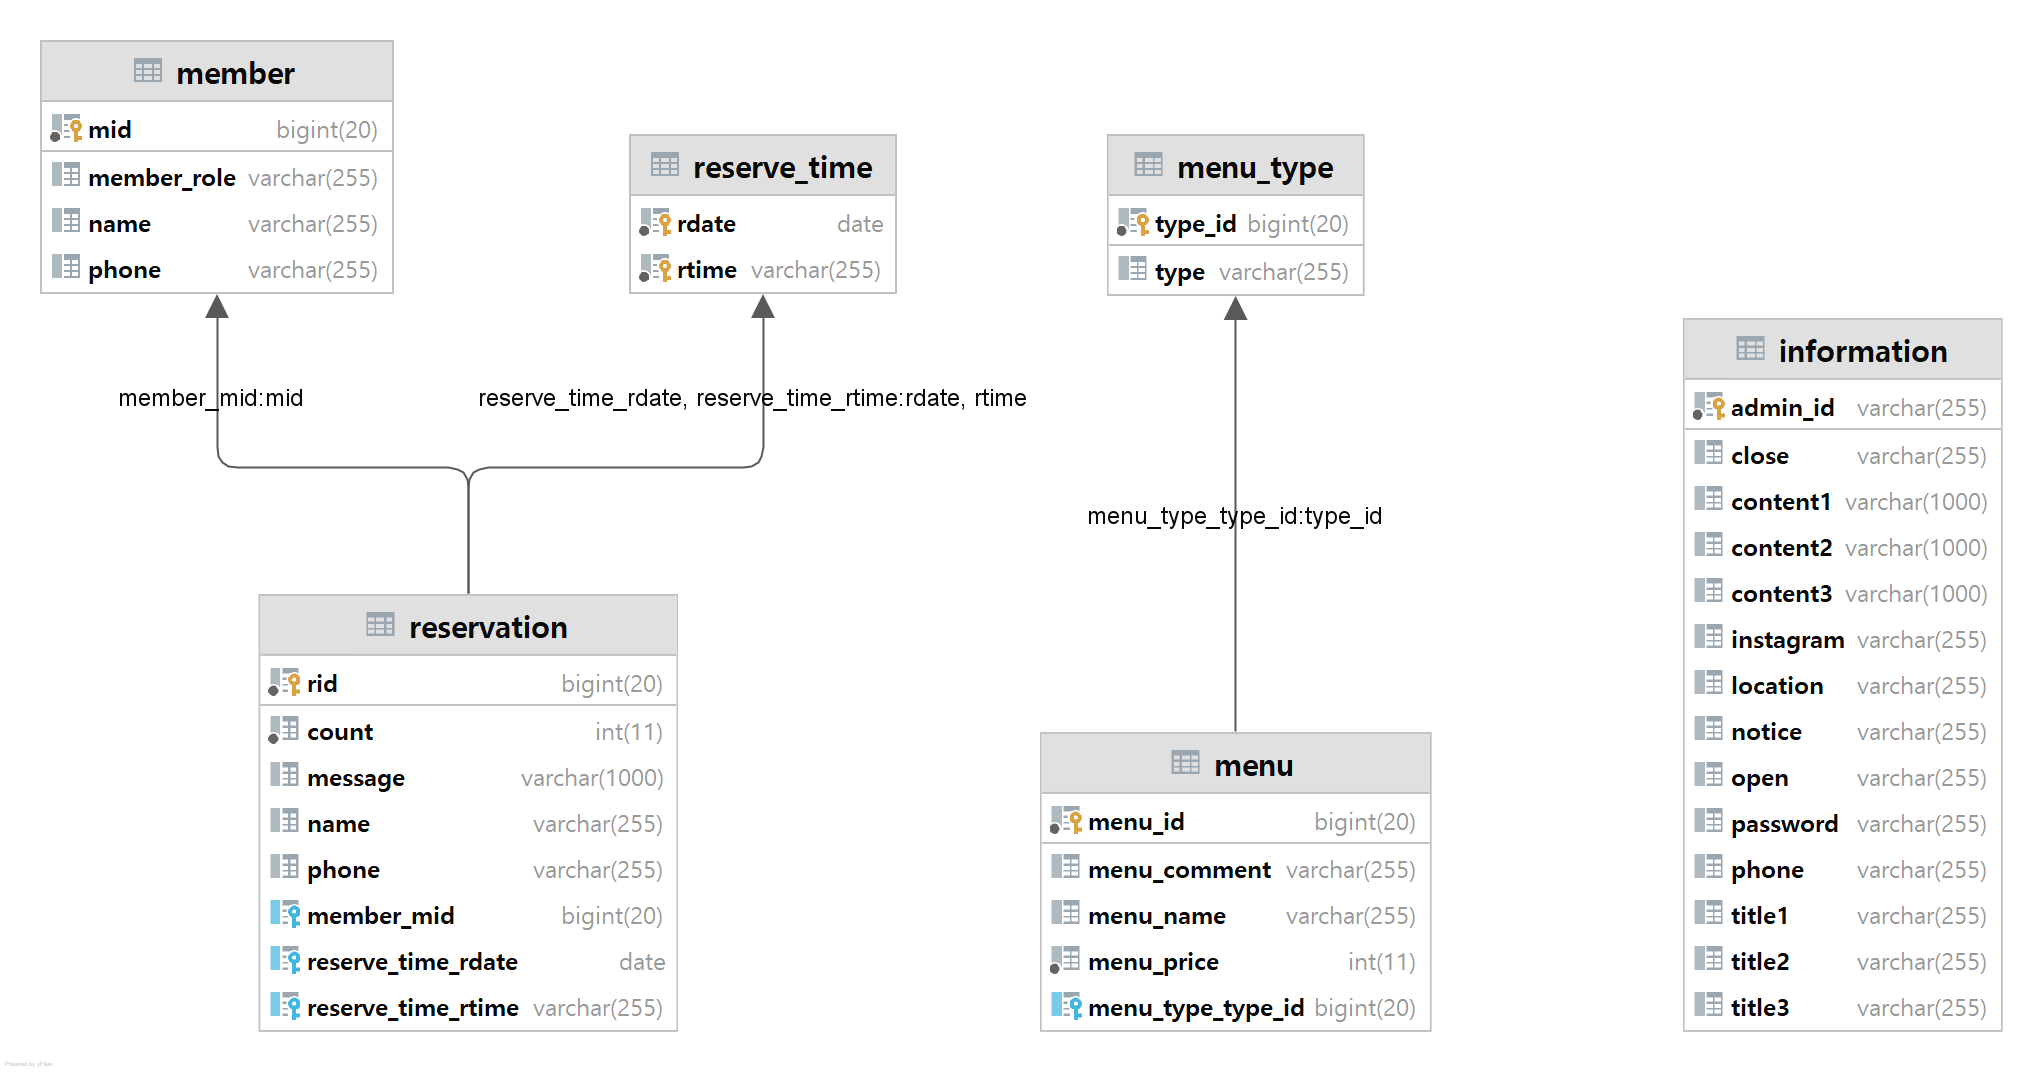 member
mid bigint(20)
member_role varchar(255)
name varchar(255)
phone varchar(255)
reserve_time
rdate date
rtime varchar(255)
menu_type
type_id bigint(20)
type varchar(255)
member_mid:mid
reserve_time_rdate, reserve_time_rtime:rdate, rtime
menu_type_type_id:type_id
reservation
rid bigint(20)
count int(11)
message varchar(1000)
name varchar(255)
phone varchar(255)
member_mid bigint(20)
reserve_time_rdate date
reserve_time_rtime varchar(255)
menu
menu_id bigint(20)
menu_comment varchar(255)
menu_name varchar(255)
menu_price int(11)
menu_type_type_id bigint(20)
information
admin_id varchar(255)
close varchar(255)
content1 varchar(1000)
content2 varchar(1000)
content3 varchar(1000)
instagram varchar(255)
location varchar(255)
notice varchar(255)
open varchar(255)
password varchar(255)
phone varchar(255)
title1 varchar(255)
title2 varchar(255)
title3 varchar(255)
Powered by yFiles